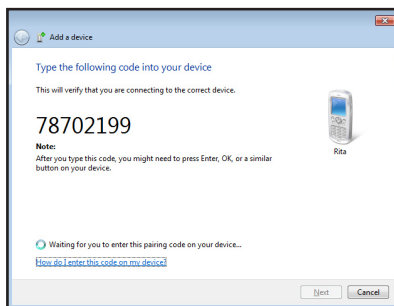 Add a device
Type the following code into your device
This will verify that you are connecting to the correct device.
78702199
Note:
After you type this code, you might need to press Enter, OK, or a similar
button on your device.
Rita
Waiting for you to enter this pairing code on your device...
How do I enter this code on my device?
Next
Cancel